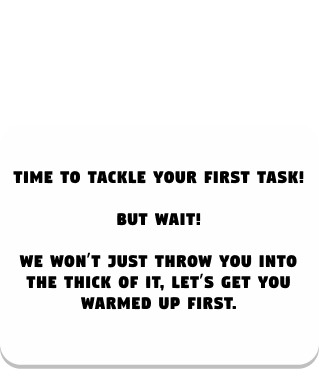 TIME TO TACKLE YOUR FIRST TASK!
BUT WAIT!
WE WON'T JUST THROW YOU INTO
THE THICK OF IT, LET'S GET YOU
WARMED UP FIRST.